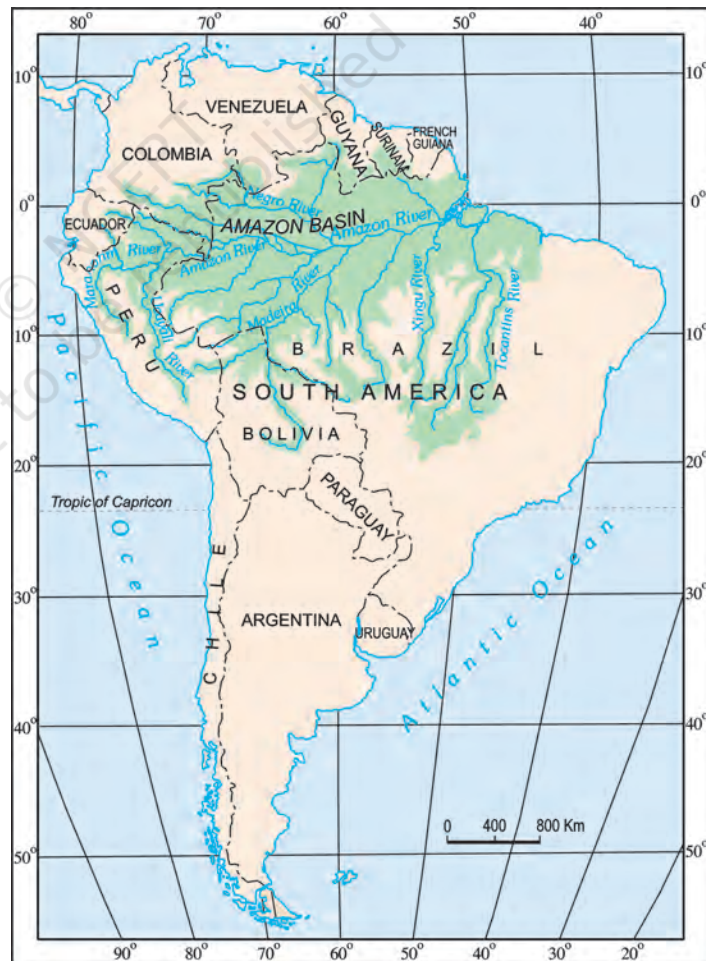 80° 70° 60° 50° 40°
10° 10°
VENEZUELA
GUYANA
SURINAM
FRENCH
GUIANA
COLOMBIA
0° 0°
Negro River
ECUADOR
AMAZON BASIN
Amazon River
Amazon River
River
Ucayali River
Madeira River
Xingu River
Tocantins River
PERU
10° 10°
BRAZIL
SOUTH AMERICA
BOLIVIA
20° 20°
PARAGUAY
Tropic of Capricon
Pacific Ocean
Atlantic Ocean
30° 30°
CHILE
ARGENTINA
URUGUAY
40° 40°
0 400 800 Km
50° 50°
90° 80° 70° 60° 50° 40° 30° 20°
© NCERT